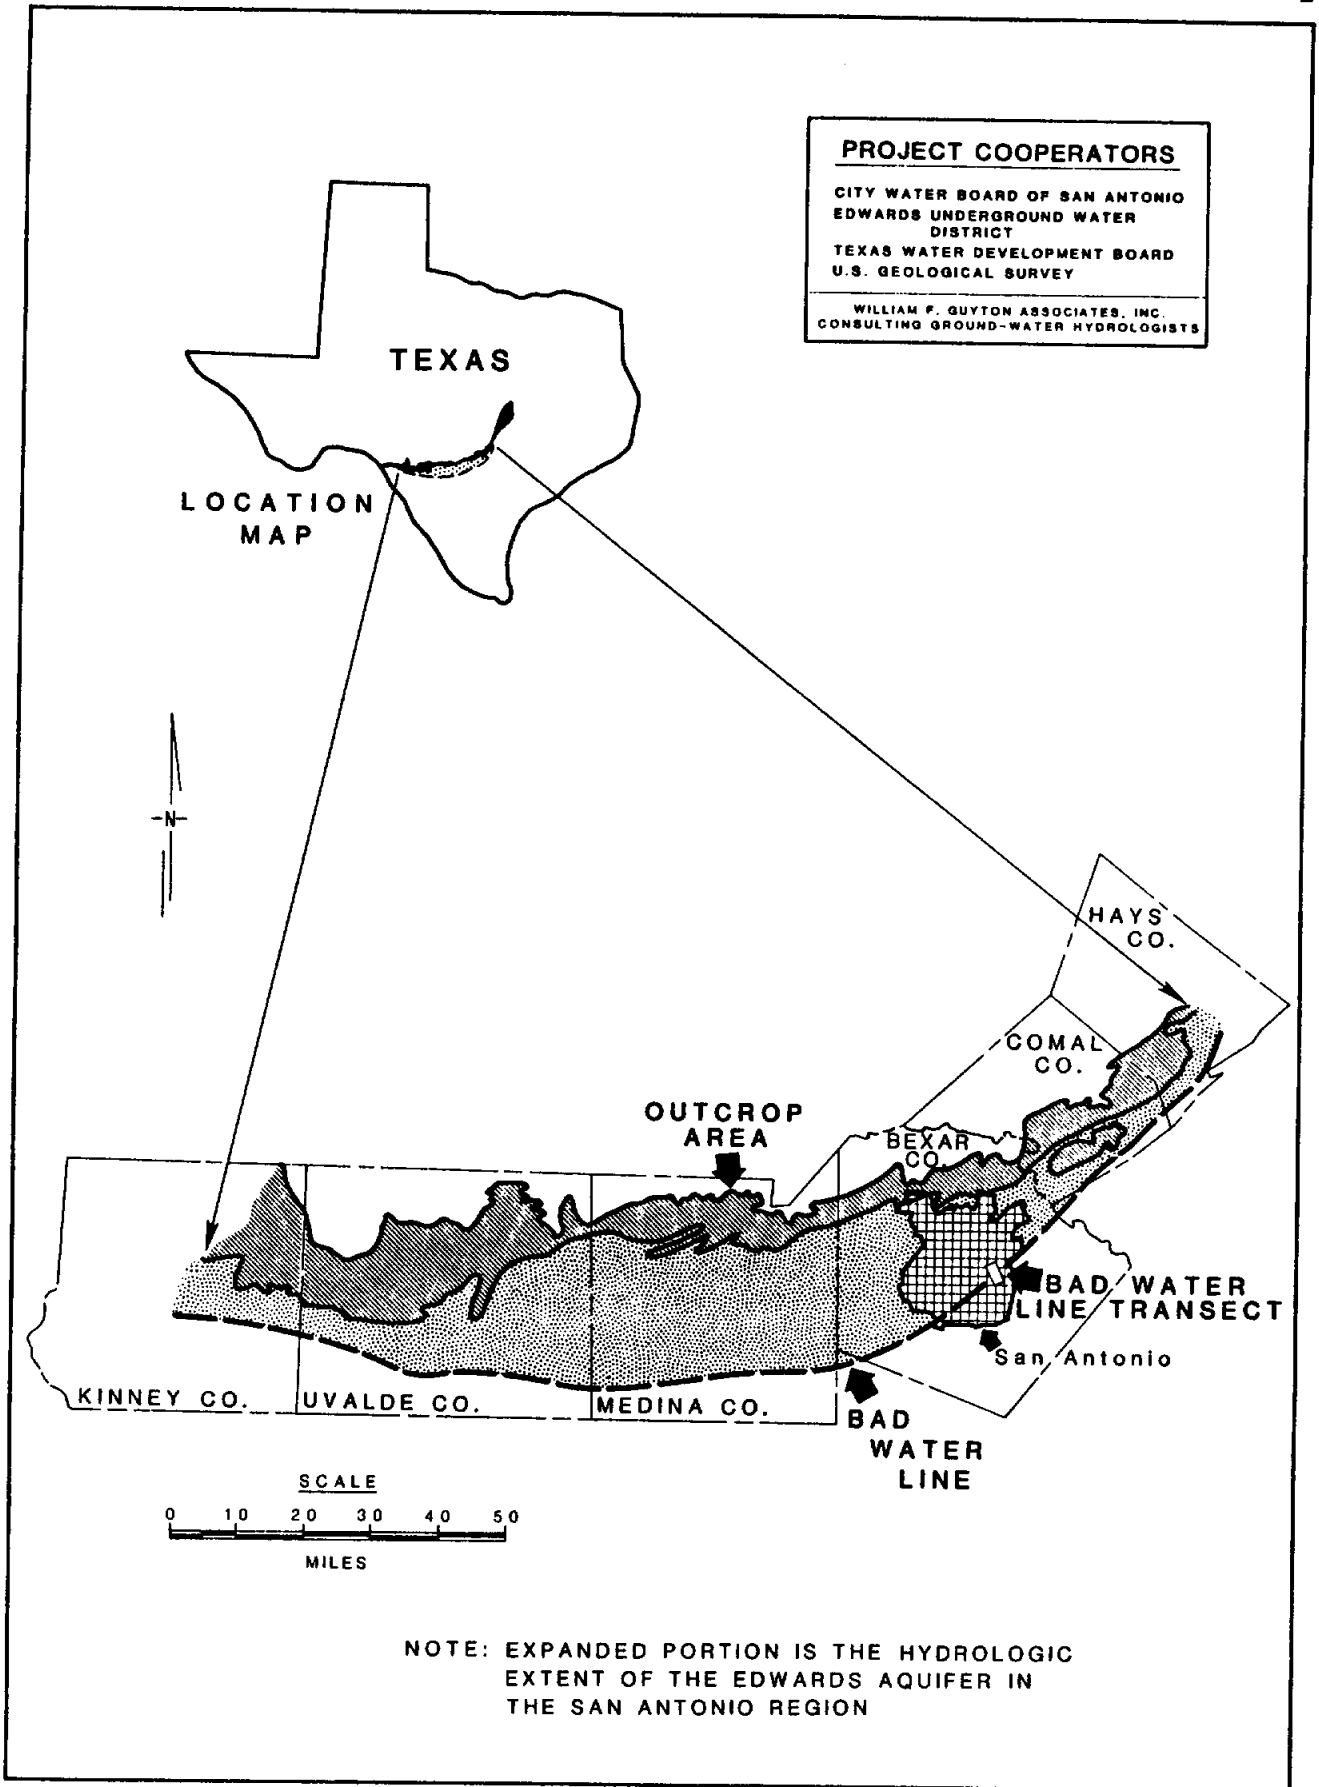 PROJECT COOPERATORS
CITY WATER BOARD OF SAN ANTONIO
EDWARDS UNDERGROUND WATER
DISTRICT
TEXAS WATER DEVELOPMENT BOARD
U.S. GEOLOGICAL SURVEY
WILLIAM F. GUYTON ASSOCIATES, INC.
CONSULTING GROUND-WATER HYDROLOGISTS
TEXAS
LOCATION
MAP
-N-
HAYS
CO.
COMAL
CO.
OUTCROP
AREA
BEXAR
CO.
BAD WATER
LINE TRANSECT
San Antonio
KINNEY CO.
UVALDE CO.
MEDINA CO.
BAD
WATER
LINE
SCALE
0 10 20 30 40 50
MILES
NOTE: EXPANDED PORTION IS THE HYDROLOGIC
EXTENT OF THE EDWARDS AQUIFER IN
THE SAN ANTONIO REGION